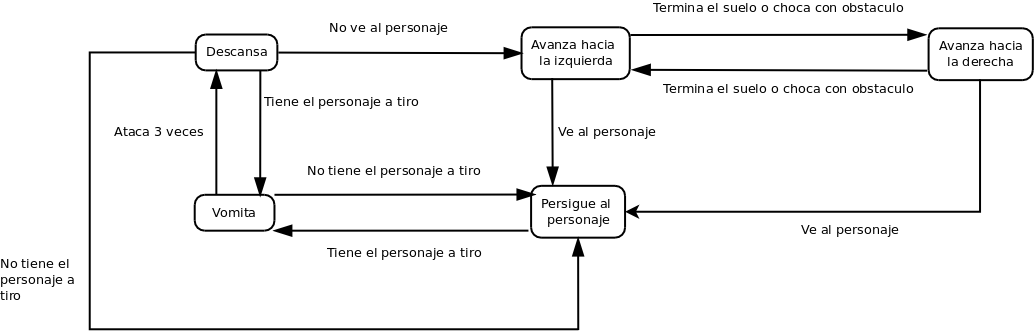 Termina el suelo o choca con obstaculo
No ve al personaje
Descansa
Avanza hacia
la izquierda
Avanza hacia
la derecha
Termina el suelo o choca con obstaculo
Tiene el personaje a tiro
Ataca 3 veces
Ve al personaje
No tiene el personaje a tiro
Vomita
Persigue al
personaje
Ve al personaje
Tiene el personaje a tiro
No tiene el
personaje a
tiro